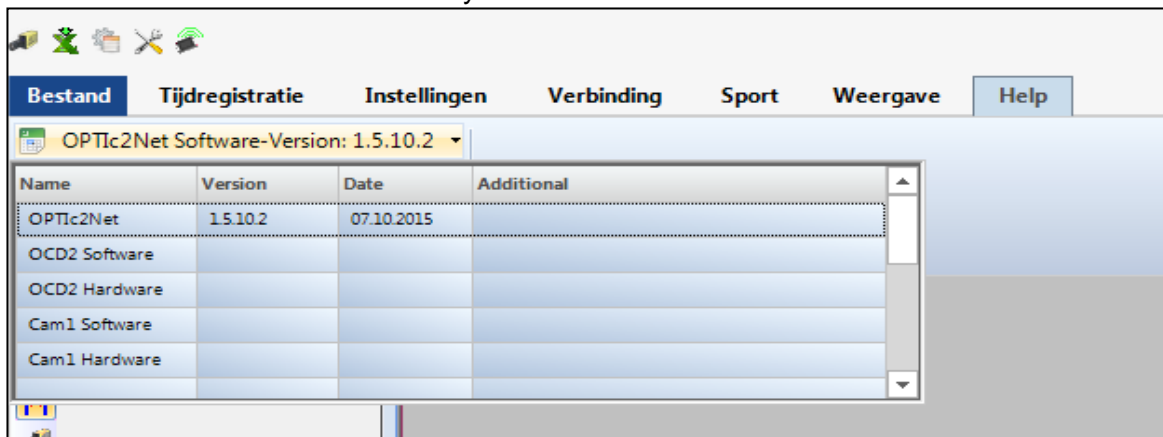 Bestand Tijdregistratie Instellingen Verbinding Sport Weergave Help
OPTIc2Net Software-Version: 1.5.10.2
Name Version Date Additional
OPTIc2Net 1.5.10.2 07.10.2015
OCD2 Software
OCD2 Hardware
Cam1 Software
Cam1 Hardware